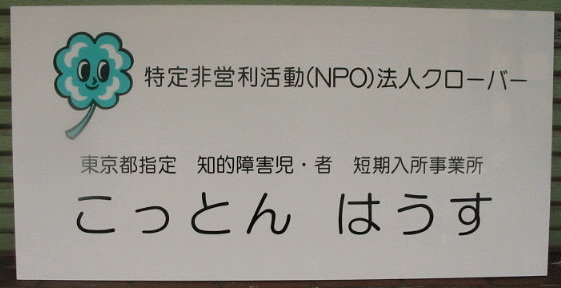 特定非営利活動(NPO)法人クローバー
東京都指定　知的障害児・者　短期入所事業所
こっとん　はうす